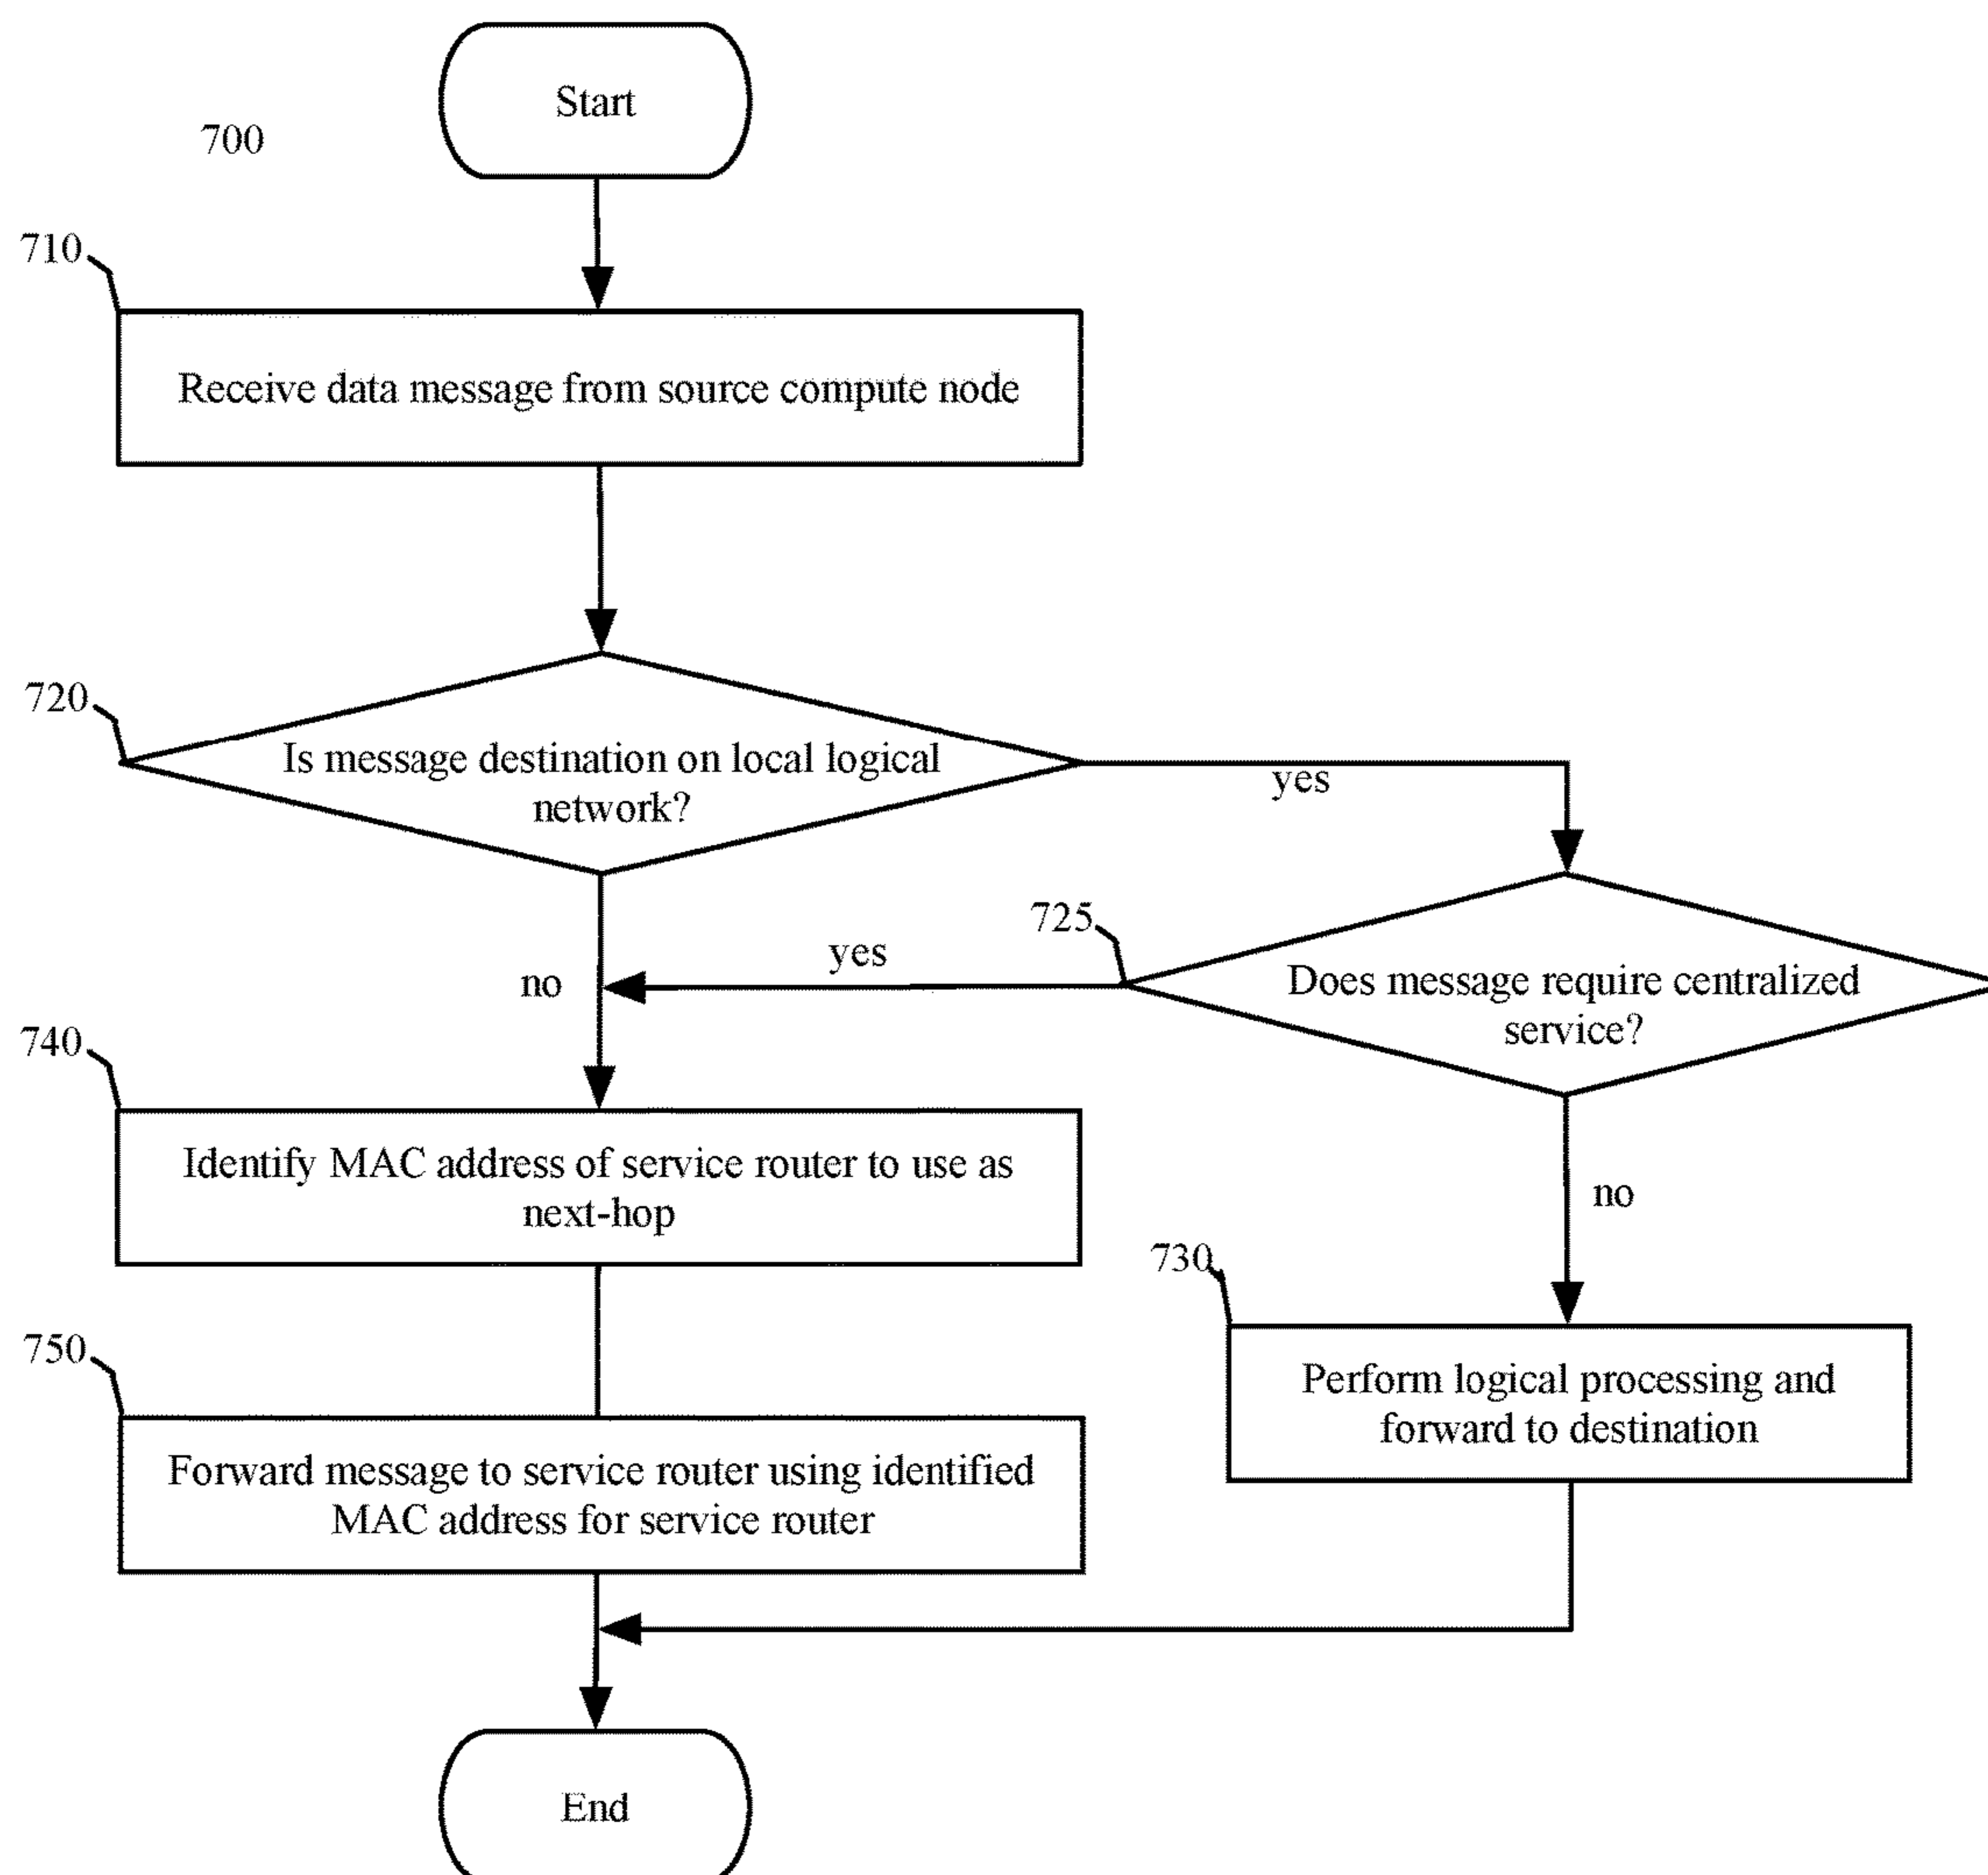 Start
700
710
Receive data message from source compute node
720
Is message destination on local logical
network?
yes
725
yes
no
Does message require centralized
service?
740
Identify MAC address of service router to use as
next-hop
no
730
750
Perform logical processing and
forward to destination
Forward message to service router using identified
MAC address for service router
End